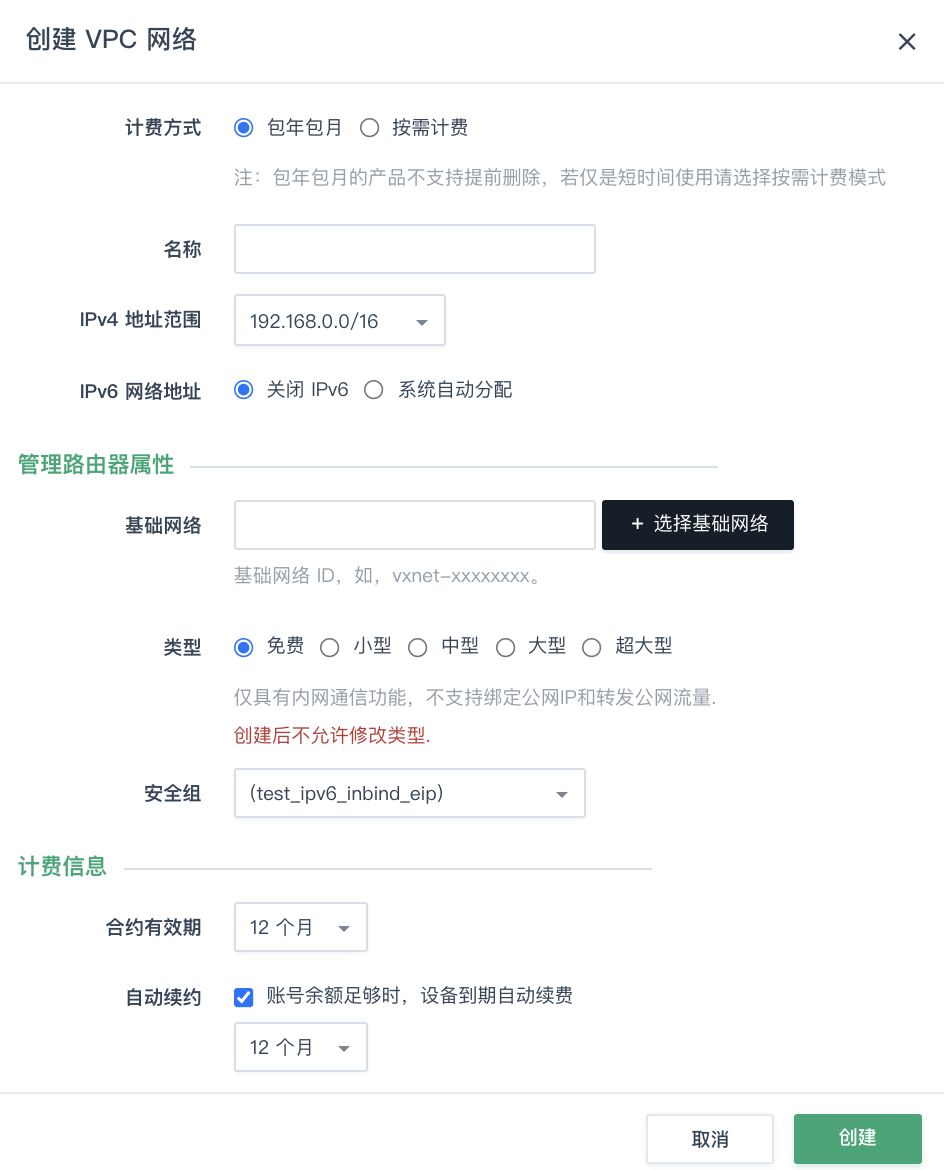 创建 VPC 网络
计费方式 包年包月 按需计费
注：包年包月的产品不支持提前删除，若仅是短时间使用请选择按需计费模式
名称
IPv4 地址范围 192.168.0.0/16
IPv6 网络地址 关闭 IPv6 系统自动分配
管理路由器属性
基础网络 + 选择基础网络
基础网络 ID，如，vxnet-xxxxxxxx。
类型 免费 小型 中型 大型 超大型
仅具有内网通信功能，不支持绑定公网IP和转发公网流量.
创建后不允许修改类型.
安全组 (test_ipv6_inbind_eip)
计费信息
合约有效期 12 个月
自动续约 账号余额足够时，设备到期自动续费
12 个月
取消 创建